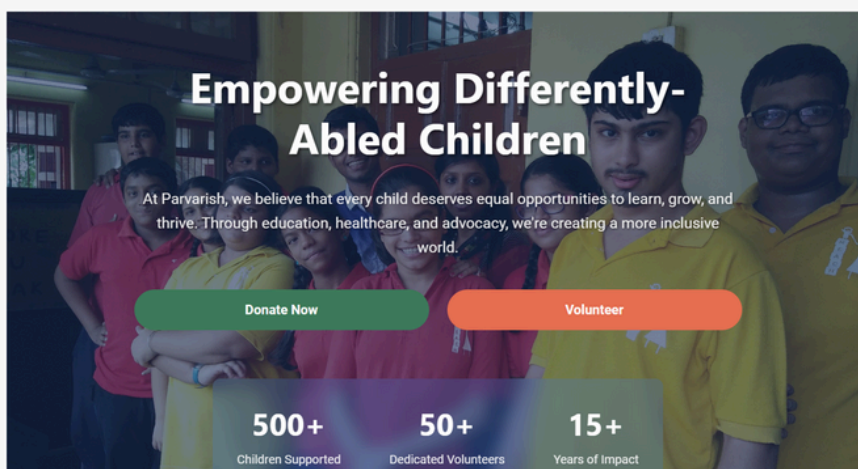 Empowering Differently-
Abled Children
At Parvarish, we believe that every child deserves equal opportunities to learn, grow, and
thrive. Through education, healthcare, and advocacy, we're creating a more inclusive
world.
Donate Now
Volunteer
500+
50+
15+
Children Supported
Dedicated Volunteers
Years of Impact